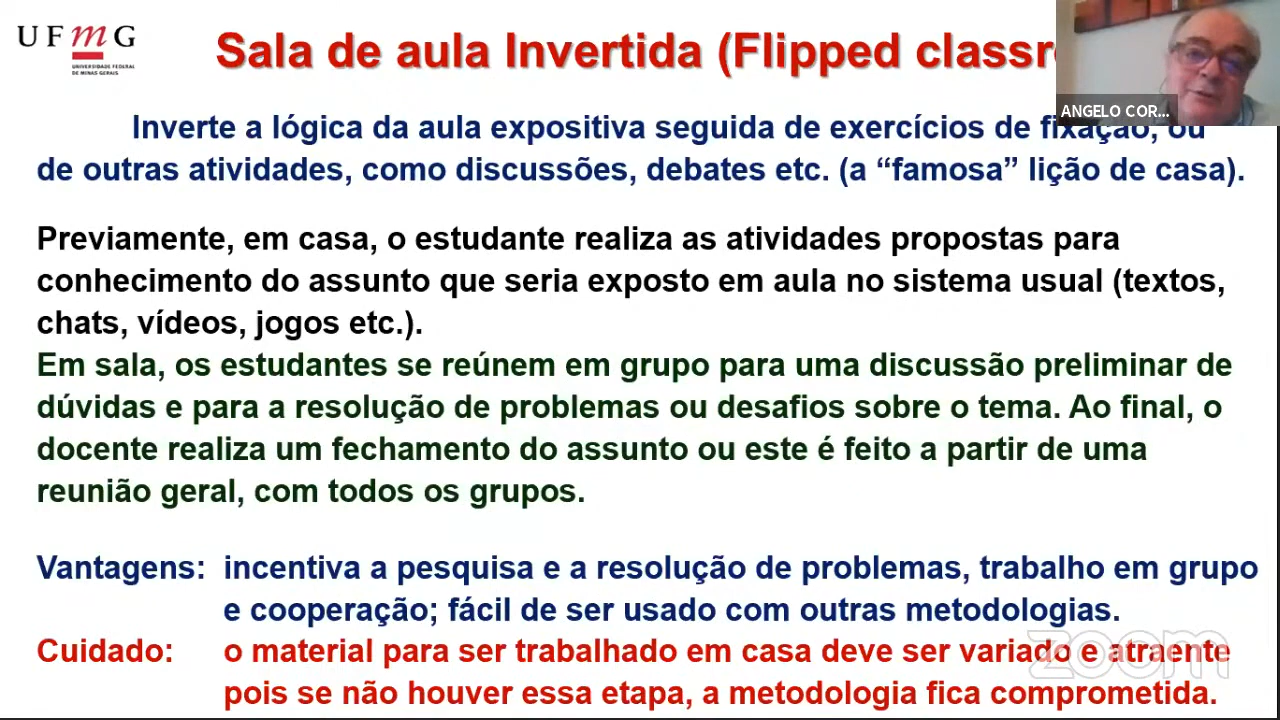 UFmG
UNIVERSIDADE FEDERAL
DE MINAS GERAIS
Sala de aula Invertida (Flipped classr
ANGELO COR...
Inverte a lógica da aula expositiva seguida de exercícios de fixação, ou
de outras atividades, como discussões, debates etc. (a “famosa” lição de casa).
Previamente, em casa, o estudante realiza as atividades propostas para
conhecimento do assunto que seria exposto em aula no sistema usual (textos,
chats, vídeos, jogos etc.).
Em sala, os estudantes se reúnem em grupo para uma discussão preliminar de
dúvidas e para a resolução de problemas ou desafios sobre o tema. Ao final, o
docente realiza um fechamento do assunto ou este é feito a partir de uma
reunião geral, com todos os grupos.
Vantagens: incentiva a pesquisa e a resolução de problemas, trabalho em grupo
e cooperação; fácil de ser usado com outras metodologias.
Cuidado: o material para ser trabalhado em casa deve ser variado e atraente
pois se não houver essa etapa, a metodologia fica comprometida.
zoom